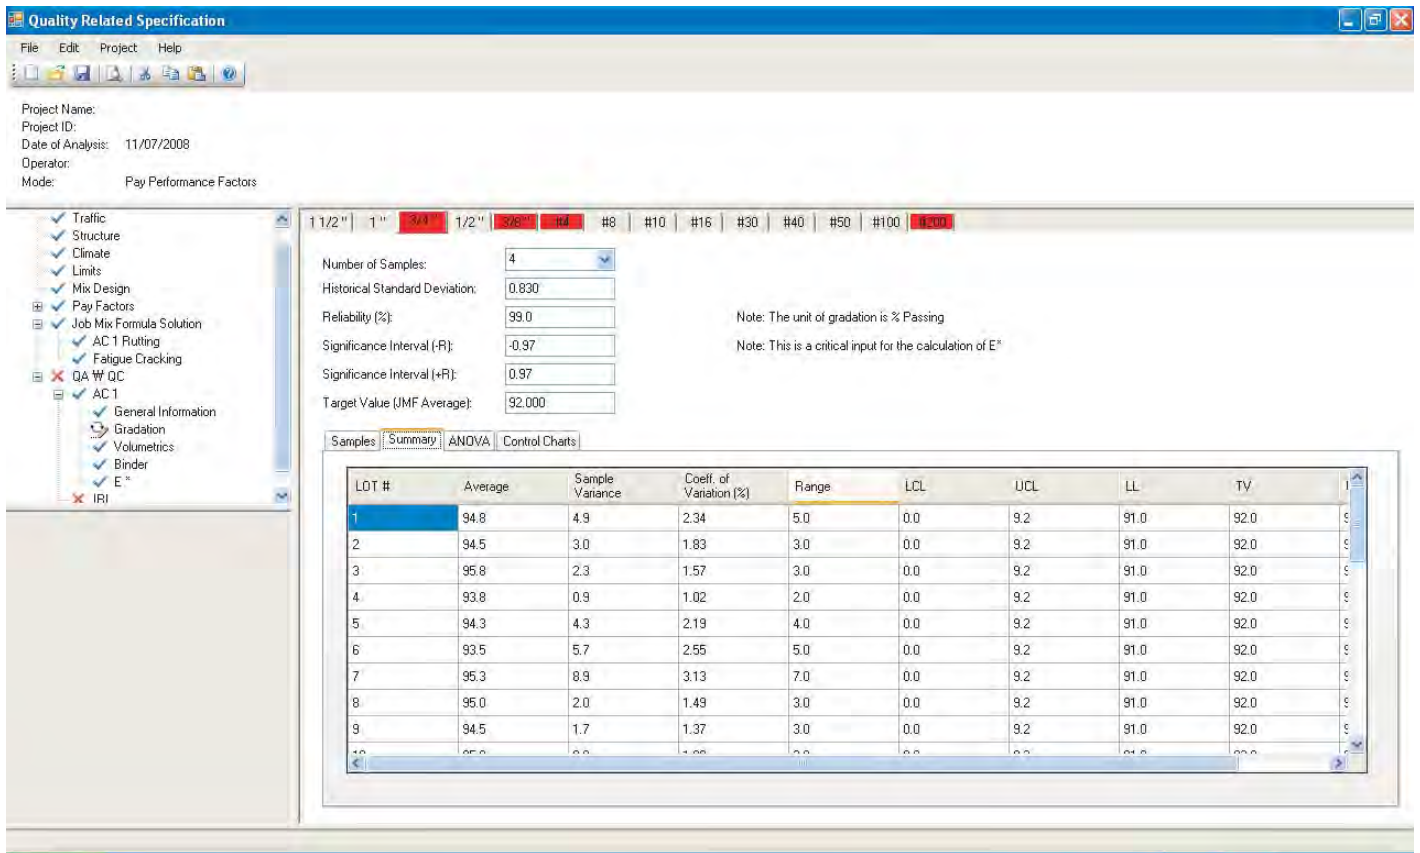 Quality Related Specification
File Edit Project Help
Project Name:
Project ID:
Date of Analysis: 11/07/2008
Operator:
Mode: Pay Performance Factors
Traffic
Structure
Climate
Limits
Mix Design
Pay Factors
Job Mix Formula Solution
AC 1 Rutting
Fatigue Cracking
QA ₩ QC
AC 1
General Information
Gradation
Volumetrics
Binder
E *
IRI
1 1/2 " 1 " 3/4 " 1/2 " 3/8 " #4 #8 #10 #16 #30 #40 #50 #100 #200
Number of Samples: 4
Historical Standard Deviation: 0.830
Reliability (%): 99.0 Note: The unit of gradation is % Passing
Significance Interval (-R): -0.97 Note: This is a critical input for the calculation of E*
Significance Interval (+R): 0.97
Target Value (JMF Average): 92.000
Samples Summary ANOVA Control Charts
LOT # Average Sample Variance Coeff. of Variation (%) Range LCL UCL LL TV
1 94.8 4.9 2.34 5.0 0.0 9.2 91.0 92.0
2 94.5 3.0 1.83 3.0 0.0 9.2 91.0 92.0
3 95.8 2.3 1.57 3.0 0.0 9.2 91.0 92.0
4 93.8 0.9 1.02 2.0 0.0 9.2 91.0 92.0
5 94.3 4.3 2.19 4.0 0.0 9.2 91.0 92.0
6 93.5 5.7 2.55 5.0 0.0 9.2 91.0 92.0
7 95.3 8.9 3.13 7.0 0.0 9.2 91.0 92.0
8 95.0 2.0 1.49 3.0 0.0 9.2 91.0 92.0
9 94.5 1.7 1.37 3.0 0.0 9.2 91.0 92.0